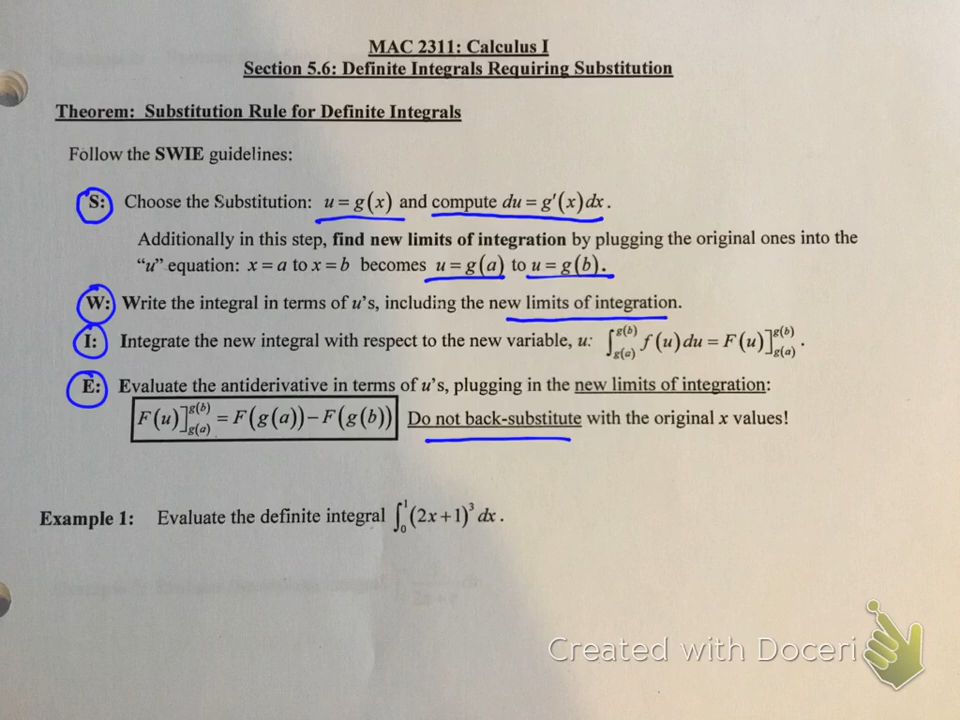 MAC 2311: Calculus I
Section 5.6: Definite Integrals Requiring Substitution
Theorem: Substitution Rule for Definite Integrals
Follow the SWIE guidelines:
S: Choose the Substitution: u = g(x) and compute du = g′(x)dx.
Additionally in this step, find new limits of integration by plugging the original ones into the
“u” equation: x = a to x = b becomes u = g(a) to u = g(b).
W: Write the integral in terms of u’s, including the new limits of integration.
I: Integrate the new integral with respect to the new variable, u: ∫_{g(a)}^{g(b)} f(u)du = F(u)]_{g(a)}^{g(b)}.
E: Evaluate the antiderivative in terms of u’s, plugging in the new limits of integration:
F(u)]_{g(a)}^{g(b)} = F(g(a)) − F(g(b)) Do not back-substitute with the original x values!
Example 1: Evaluate the definite integral ∫_0^1 (2x+1)^3 dx.
Created with Doceri